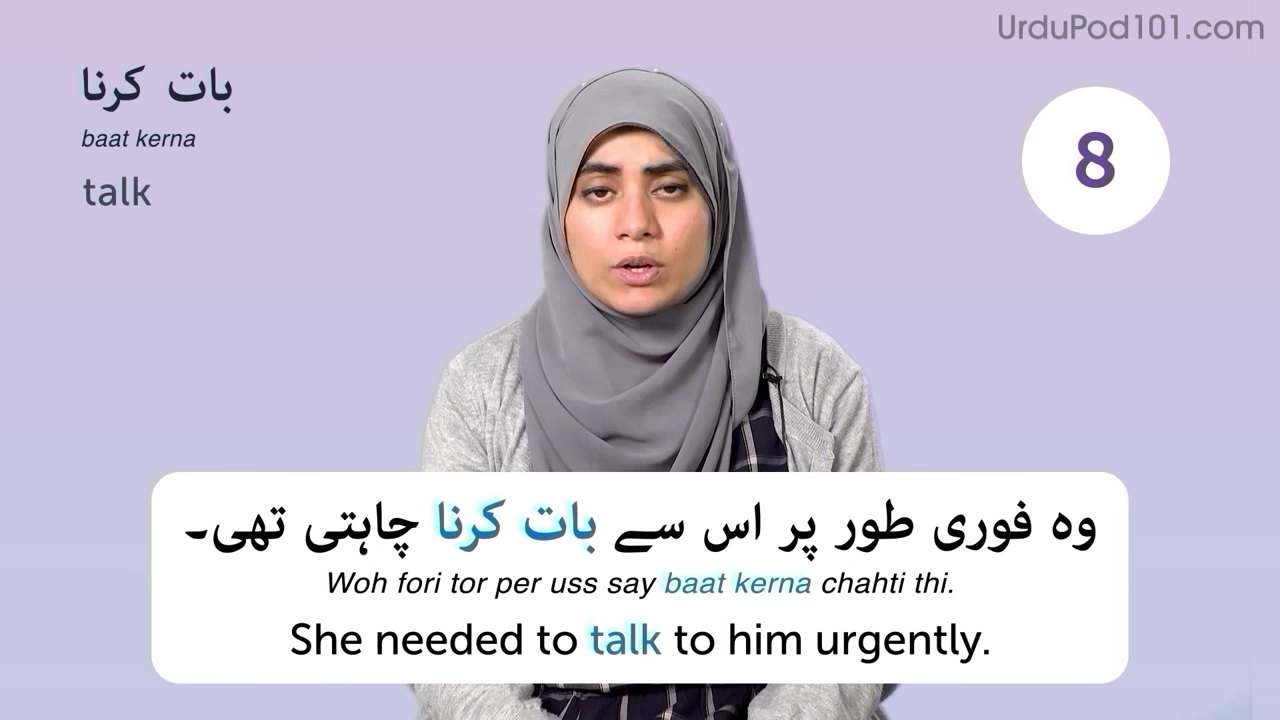 UrduPod101.com
بات کرنا
baat kerna
talk
8
وہ فوری طور پر اس سے بات کرنا چاہتی تھی۔
Woh fori tor per uss say baat kerna chahti thi.
She needed to talk to him urgently.